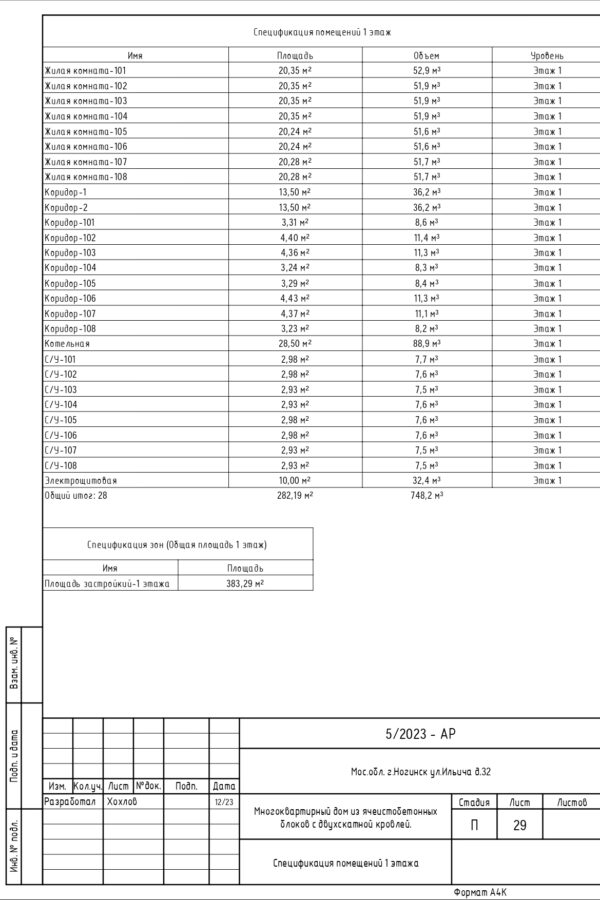 Спецификация помещений 1 этаж
Имя Площадь Объем Уровень
Жилая комната-101 20,35 м² 52,9 м³ Этаж 1
Жилая комната-102 20,35 м² 51,9 м³ Этаж 1
Жилая комната-103 20,35 м² 51,9 м³ Этаж 1
Жилая комната-104 20,35 м² 51,9 м³ Этаж 1
Жилая комната-105 20,24 м² 51,6 м³ Этаж 1
Жилая комната-106 20,24 м² 51,6 м³ Этаж 1
Жилая комната-107 20,28 м² 51,7 м³ Этаж 1
Жилая комната-108 20,28 м² 51,7 м³ Этаж 1
Коридор-1 13,50 м² 36,2 м³ Этаж 1
Коридор-2 13,50 м² 36,2 м³ Этаж 1
Коридор-101 3,31 м² 8,6 м³ Этаж 1
Коридор-102 4,40 м² 11,4 м³ Этаж 1
Коридор-103 4,36 м² 11,3 м³ Этаж 1
Коридор-104 3,24 м² 8,3 м³ Этаж 1
Коридор-105 3,29 м² 8,4 м³ Этаж 1
Коридор-106 4,43 м² 11,3 м³ Этаж 1
Коридор-107 4,37 м² 11,1 м³ Этаж 1
Коридор-108 3,23 м² 8,2 м³ Этаж 1
Котельная 28,50 м² 88,9 м³ Этаж 1
С/У-101 2,98 м² 7,7 м³ Этаж 1
С/У-102 2,98 м² 7,6 м³ Этаж 1
С/У-103 2,93 м² 7,5 м³ Этаж 1
С/У-104 2,93 м² 7,6 м³ Этаж 1
С/У-105 2,98 м² 7,6 м³ Этаж 1
С/У-106 2,98 м² 7,6 м³ Этаж 1
С/У-107 2,93 м² 7,5 м³ Этаж 1
С/У-108 2,93 м² 7,5 м³ Этаж 1
Электрощитовая 10,00 м² 32,4 м³ Этаж 1
Общий итог: 28 282,19 м² 748,2 м³
Спецификация зон (Общая площадь 1 этаж)
Имя Площадь
Площадь застройкий-1 этажа 383,29 м²
Взам. инв. №
Подп. и дата
Инв. № подл.
5/2023 - АР
Мос.обл. г.Ногинск ул.Ильича д.32
Изм. Кол.уч. Лист №док. Подп. Дата
Разработал Хохлов 12/23
Многоквартирный дом из ячеистобетонных
блоков с двухскатной кровлей.
Стадия Лист Листов
П 29
Спецификация помещений 1 этажа
Формат А4К